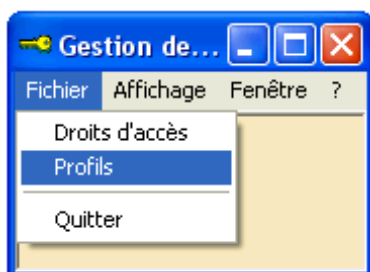 Gestion de...
Fichier Affichage Fenêtre ?
Droits d'accès
Profils
Quitter